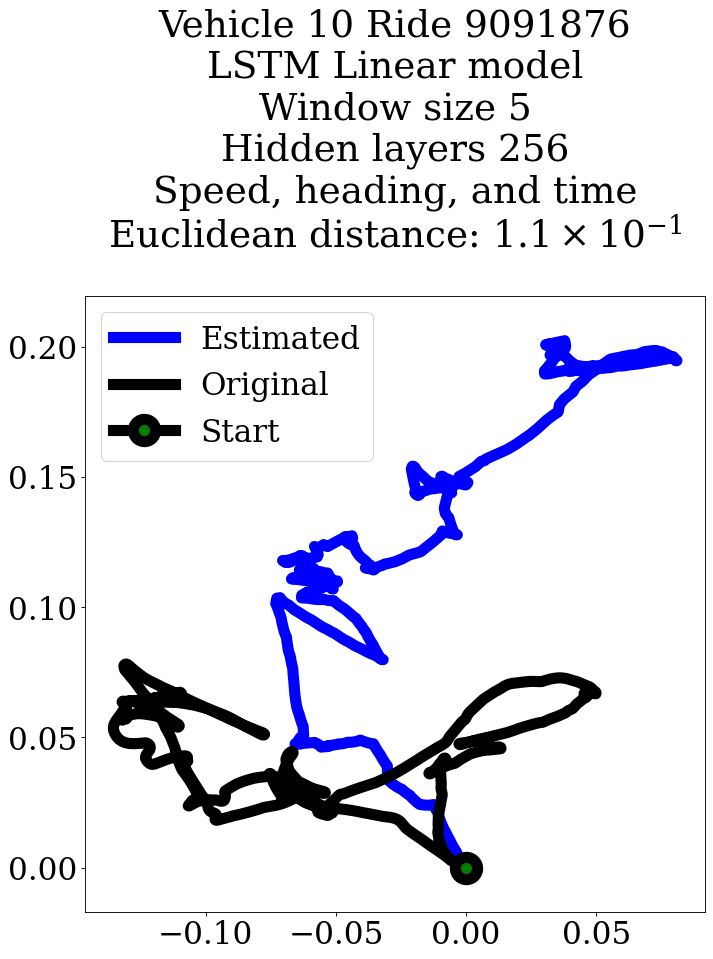 Vehicle 10 Ride 9091876
LSTM Linear model
Window size 5
Hidden layers 256
Speed, heading, and time
Euclidean distance: 1.1 × 10⁻¹
Estimated
Original
Start
0.20
0.15
0.10
0.05
0.00
−0.10 −0.05 0.00 0.05